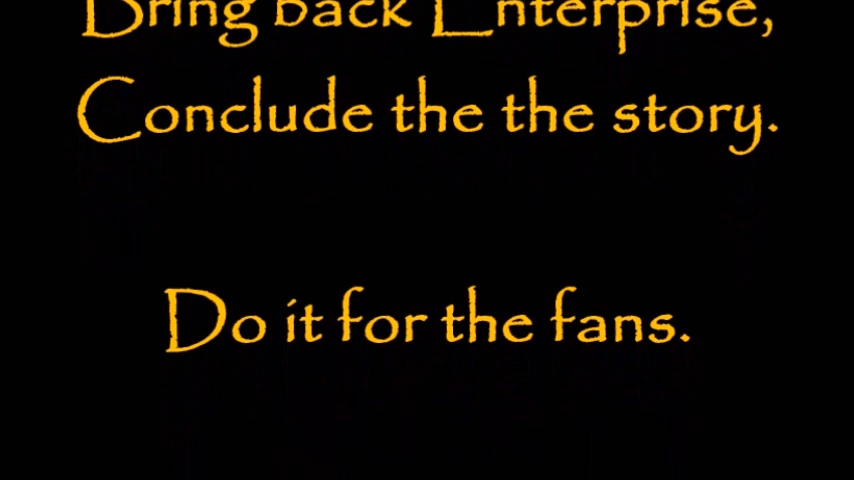 Bring back Enterprise,
Conclude the the story.
Do it for the fans.